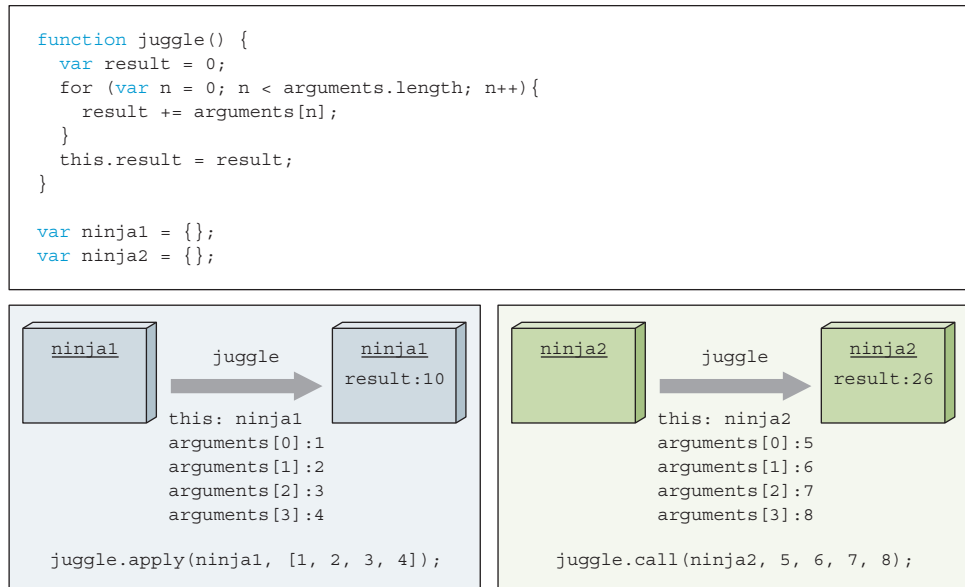 function juggle() {
  var result = 0;
  for (var n = 0; n < arguments.length; n++){
    result += arguments[n];
  }
  this.result = result;
}

var ninja1 = {};
var ninja2 = {};

ninja1
juggle
ninja1
result:10
this: ninja1
arguments[0]:1
arguments[1]:2
arguments[2]:3
arguments[3]:4
juggle.apply(ninja1, [1, 2, 3, 4]);

ninja2
juggle
ninja2
result:26
this: ninja2
arguments[0]:5
arguments[1]:6
arguments[2]:7
arguments[3]:8
juggle.call(ninja2, 5, 6, 7, 8);